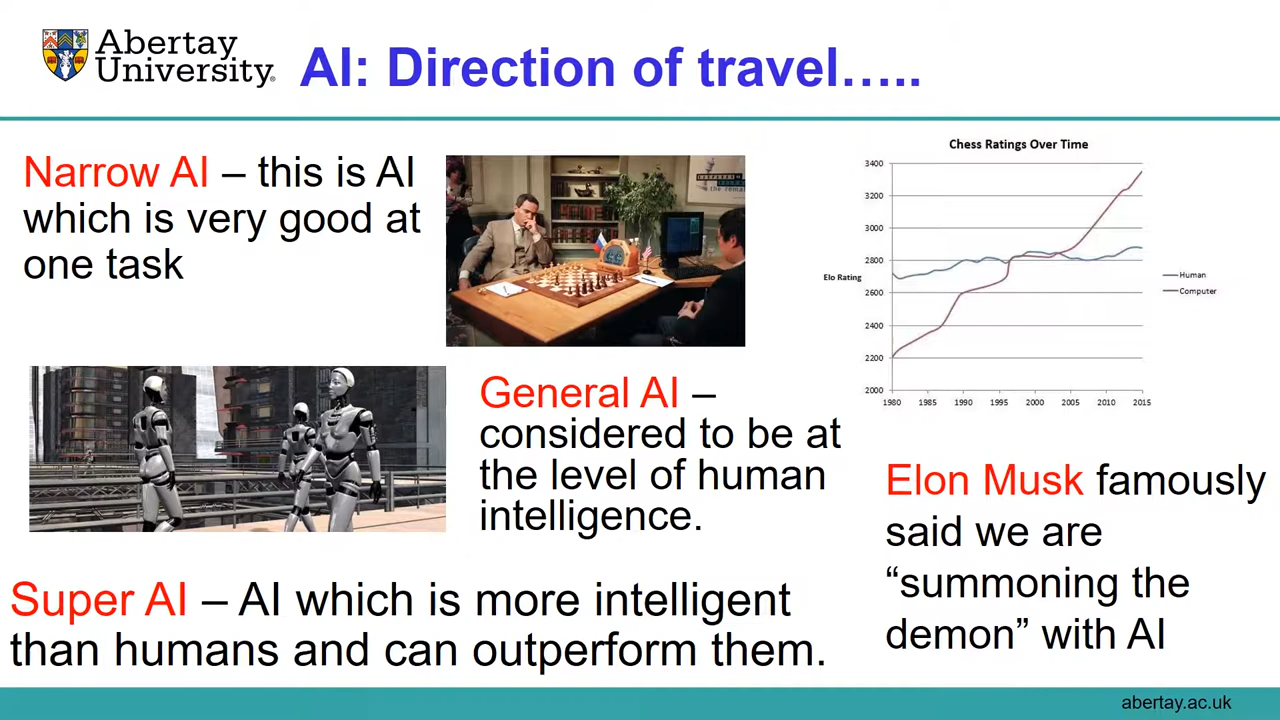 Abertay
University
AI: Direction of travel…..
Narrow AI – this is AI
which is very good at
one task
Chess Ratings Over Time
3400
3200
3000
2800
2600
2400
2200
2000
Elo Rating
1980
1985
1990
1995
2000
2005
2010
2015
Human
Computer
General AI –
considered to be at
the level of human
intelligence.
Elon Musk famously
said we are
“summoning the
demon” with AI
Super AI – AI which is more intelligent
than humans and can outperform them.
abertay.ac.uk